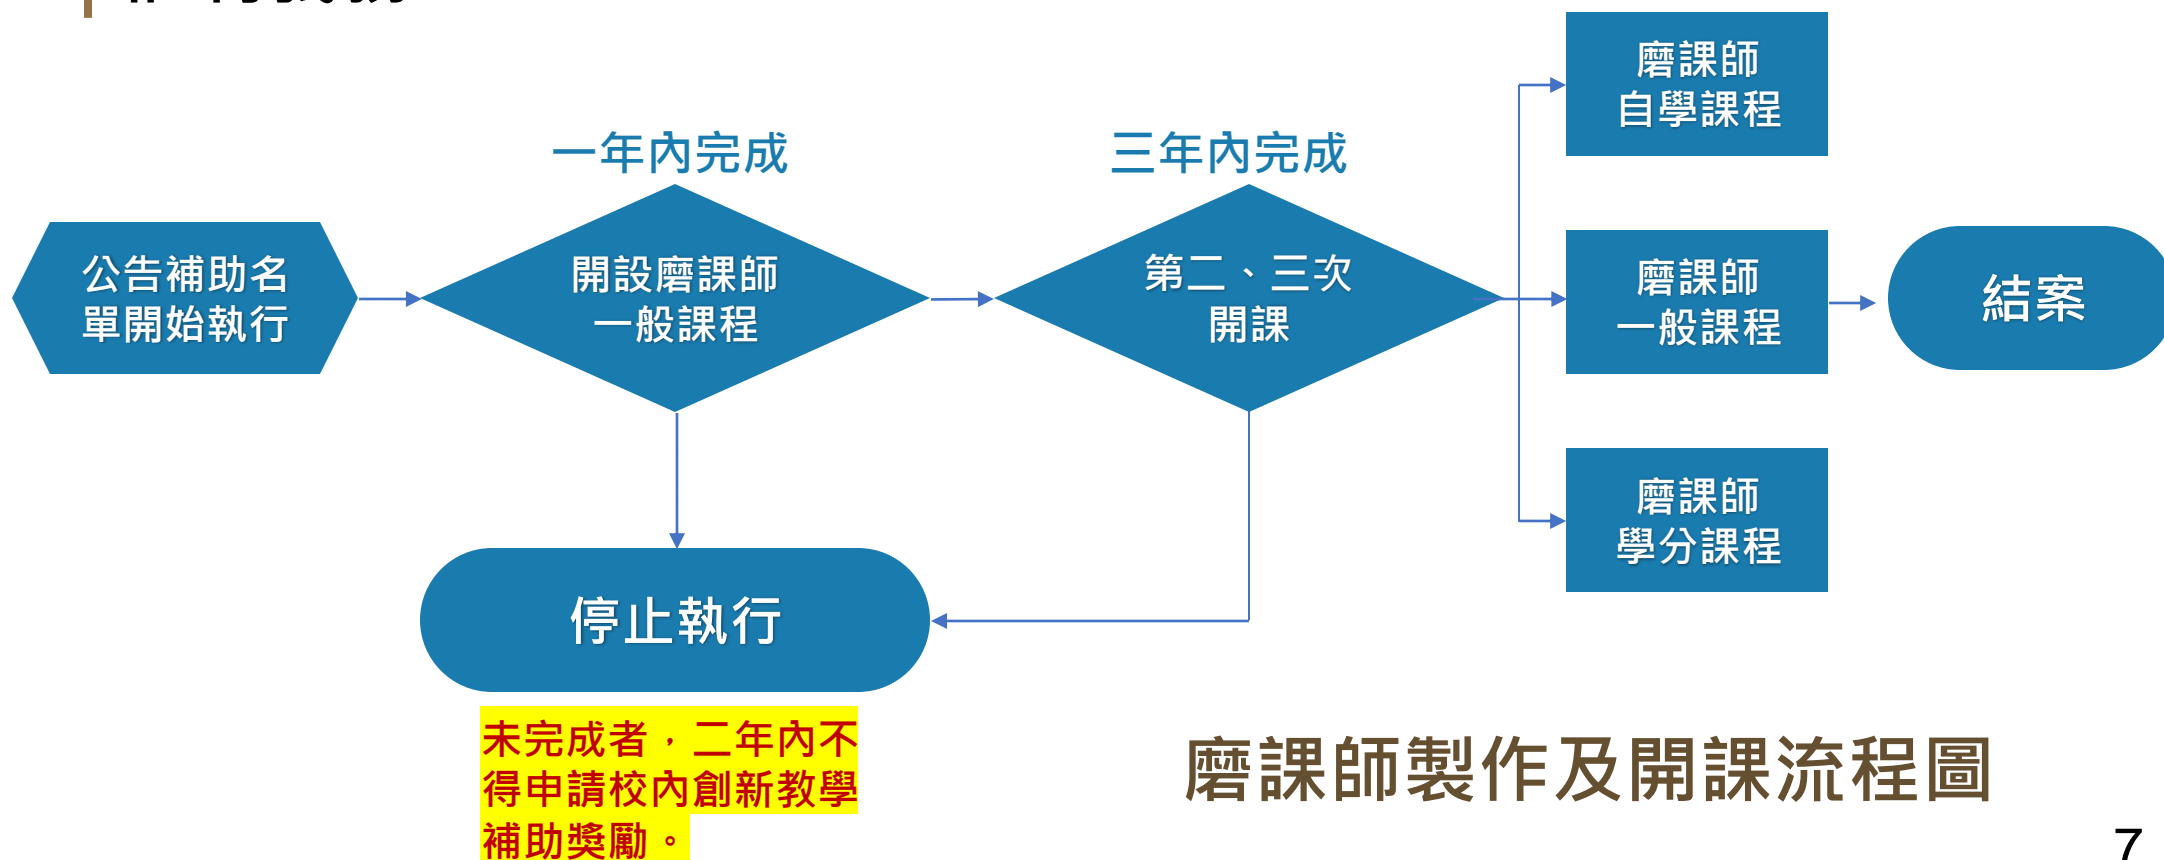 一年內完成
三年內完成
公告補助名
單開始執行
開設磨課師
一般課程
第二、三次
開課
磨課師
自學課程
磨課師
一般課程
磨課師
學分課程
結案
停止執行
未完成者，二年內不
得申請校內創新教學
補助獎勵。
磨課師製作及開課流程圖
7